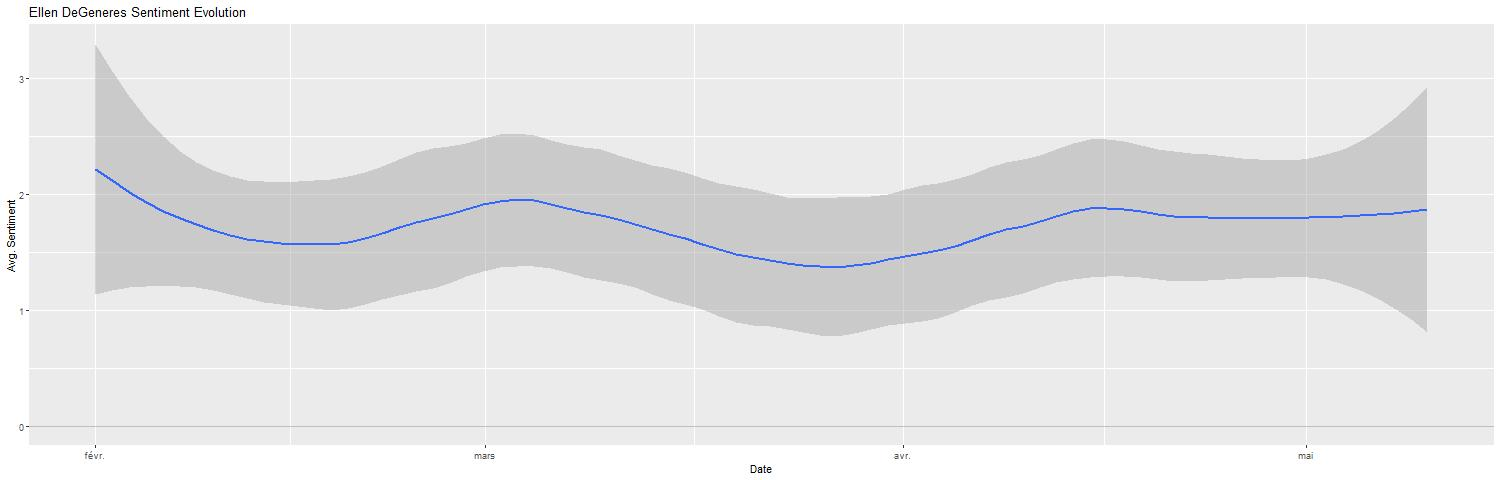 Ellen DeGeneres Sentiment Evolution
Avg. Sentiment
3
2
1
0
févr.
mars
avr.
mai
Date